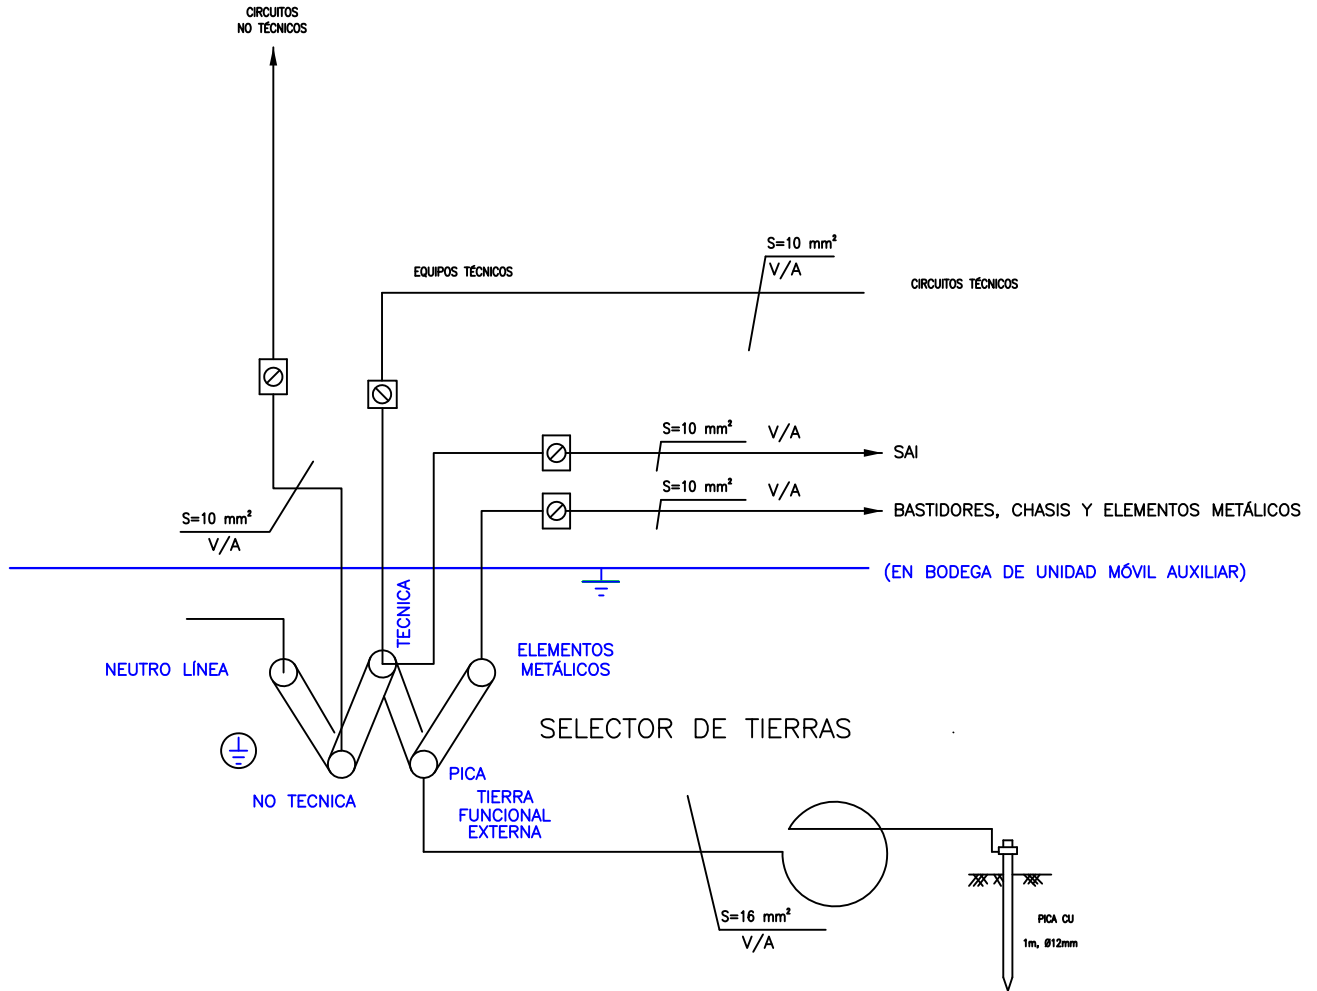 CIRCUITOS
NO TÉCNICOS
S=10 mm²
V/A
EQUIPOS TÉCNICOS
CIRCUITOS TÉCNICOS
S=10 mm²
V/A
SAI
S=10 mm²
V/A
BASTIDORES, CHASIS Y ELEMENTOS METÁLICOS
S=10 mm²
V/A
(EN BODEGA DE UNIDAD MÓVIL AUXILIAR)
TECNICA
ELEMENTOS
METÁLICOS
NEUTRO LÍNEA
SELECTOR DE TIERRAS
PICA
NO TECNICA
TIERRA
FUNCIONAL
EXTERNA
S=16 mm²
V/A
PICA CU
1m, Ø12mm